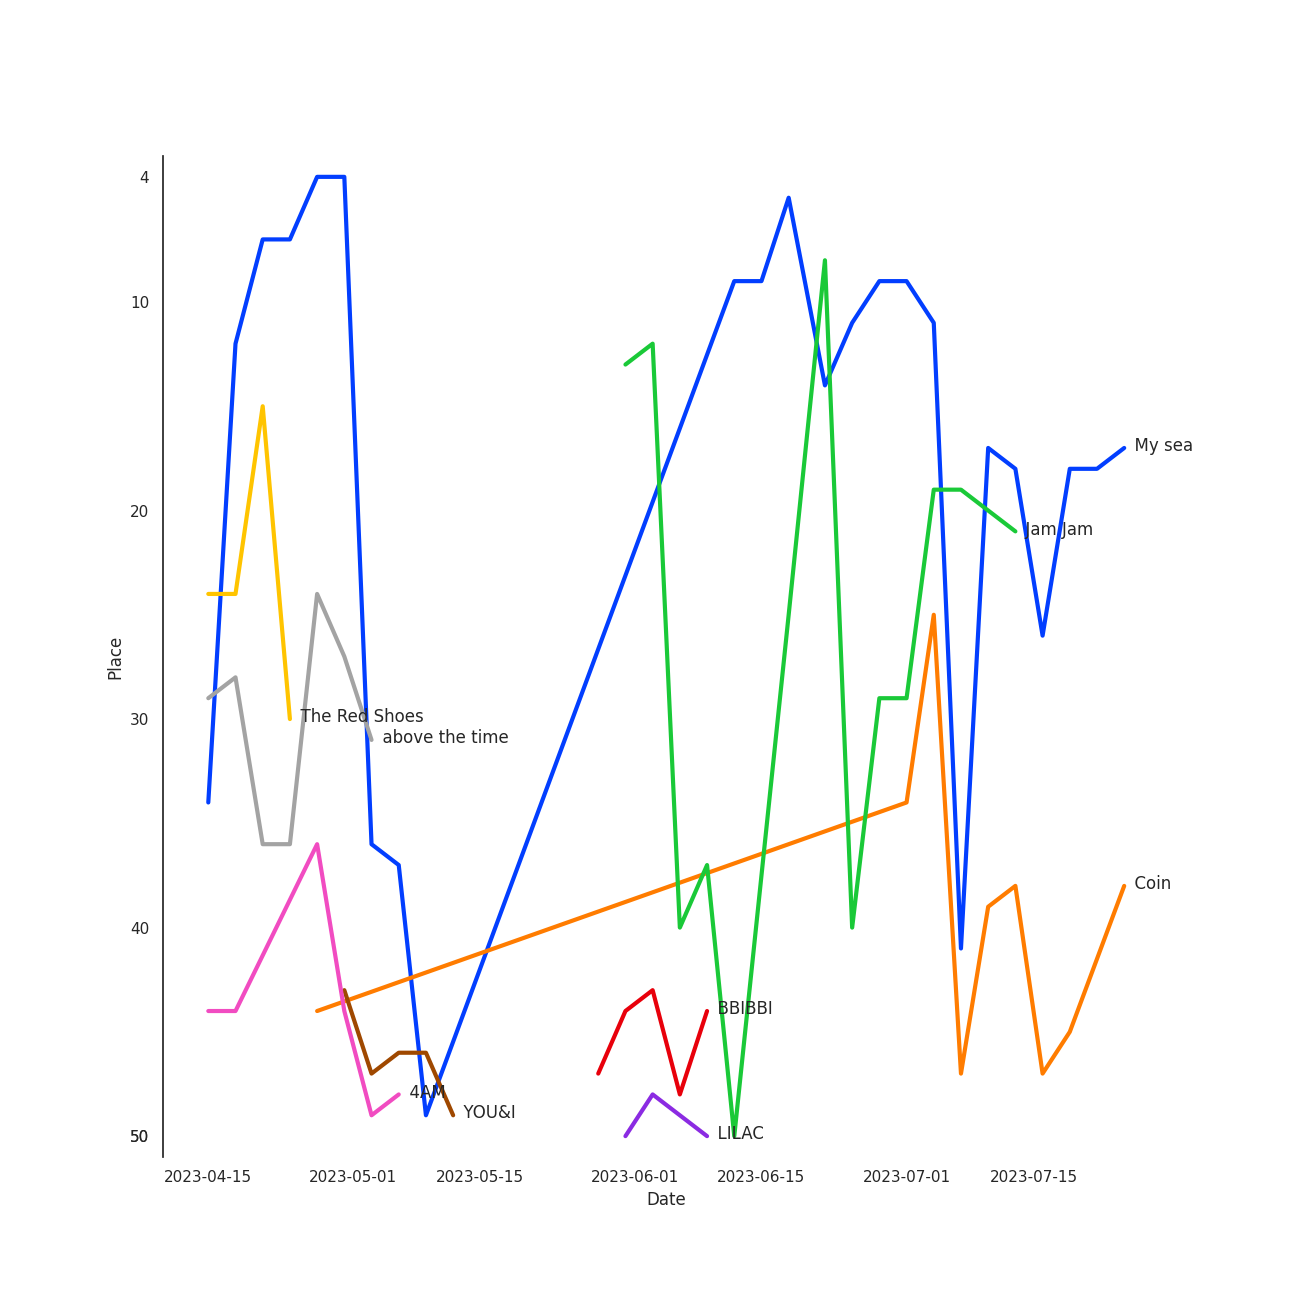 4
10
My sea
20
Jam Jam
Place
30
The Red Shoes
above the time
Coin
40
BBIBBI
4AM
YOU&I
50
LILAC
2023-04-15 2023-05-01 2023-05-15 2023-06-01 2023-06-15 2023-07-01 2023-07-15
Date